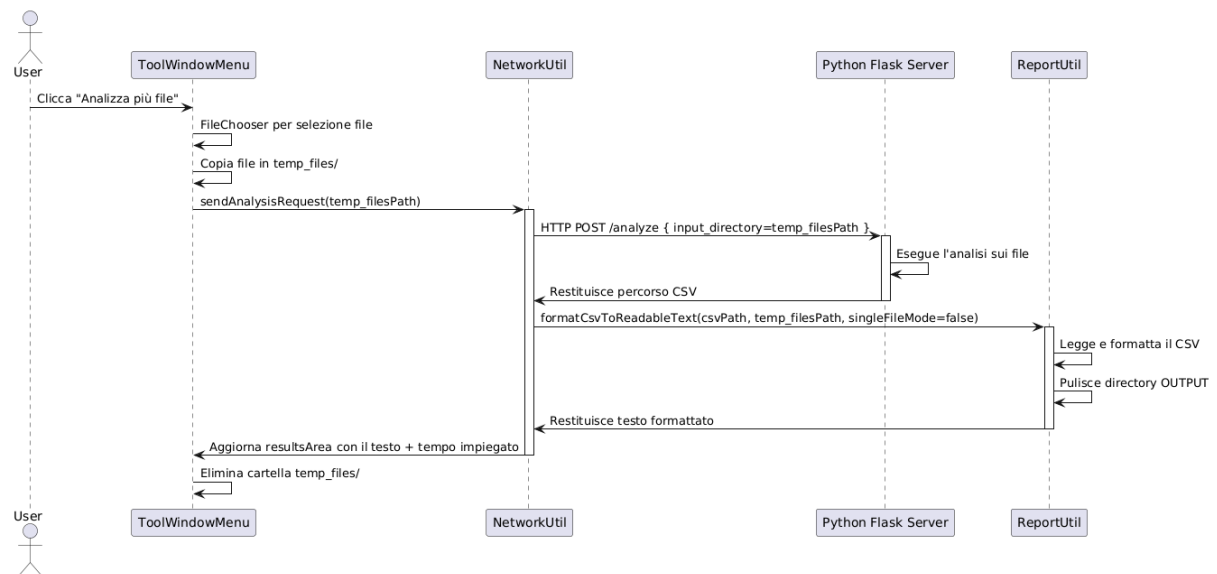 User
ToolWindowMenu
NetworkUtil
Python Flask Server
ReportUtil
Clicca "Analizza più file"
FileChooser per selezione file
Copia file in temp_files/
sendAnalysisRequest(temp_filesPath)
HTTP POST /analyze { input_directory=temp_filesPath }
Esegue l'analisi sui file
Restituisce percorso CSV
formatCsvToReadableText(csvPath, temp_filesPath, singleFileMode=false)
Legge e formatta il CSV
Pulisce directory OUTPUT
Restituisce testo formattato
Aggiorna resultsArea con il testo + tempo impiegato
Elimina cartella temp_files/
User
ToolWindowMenu
NetworkUtil
Python Flask Server
ReportUtil